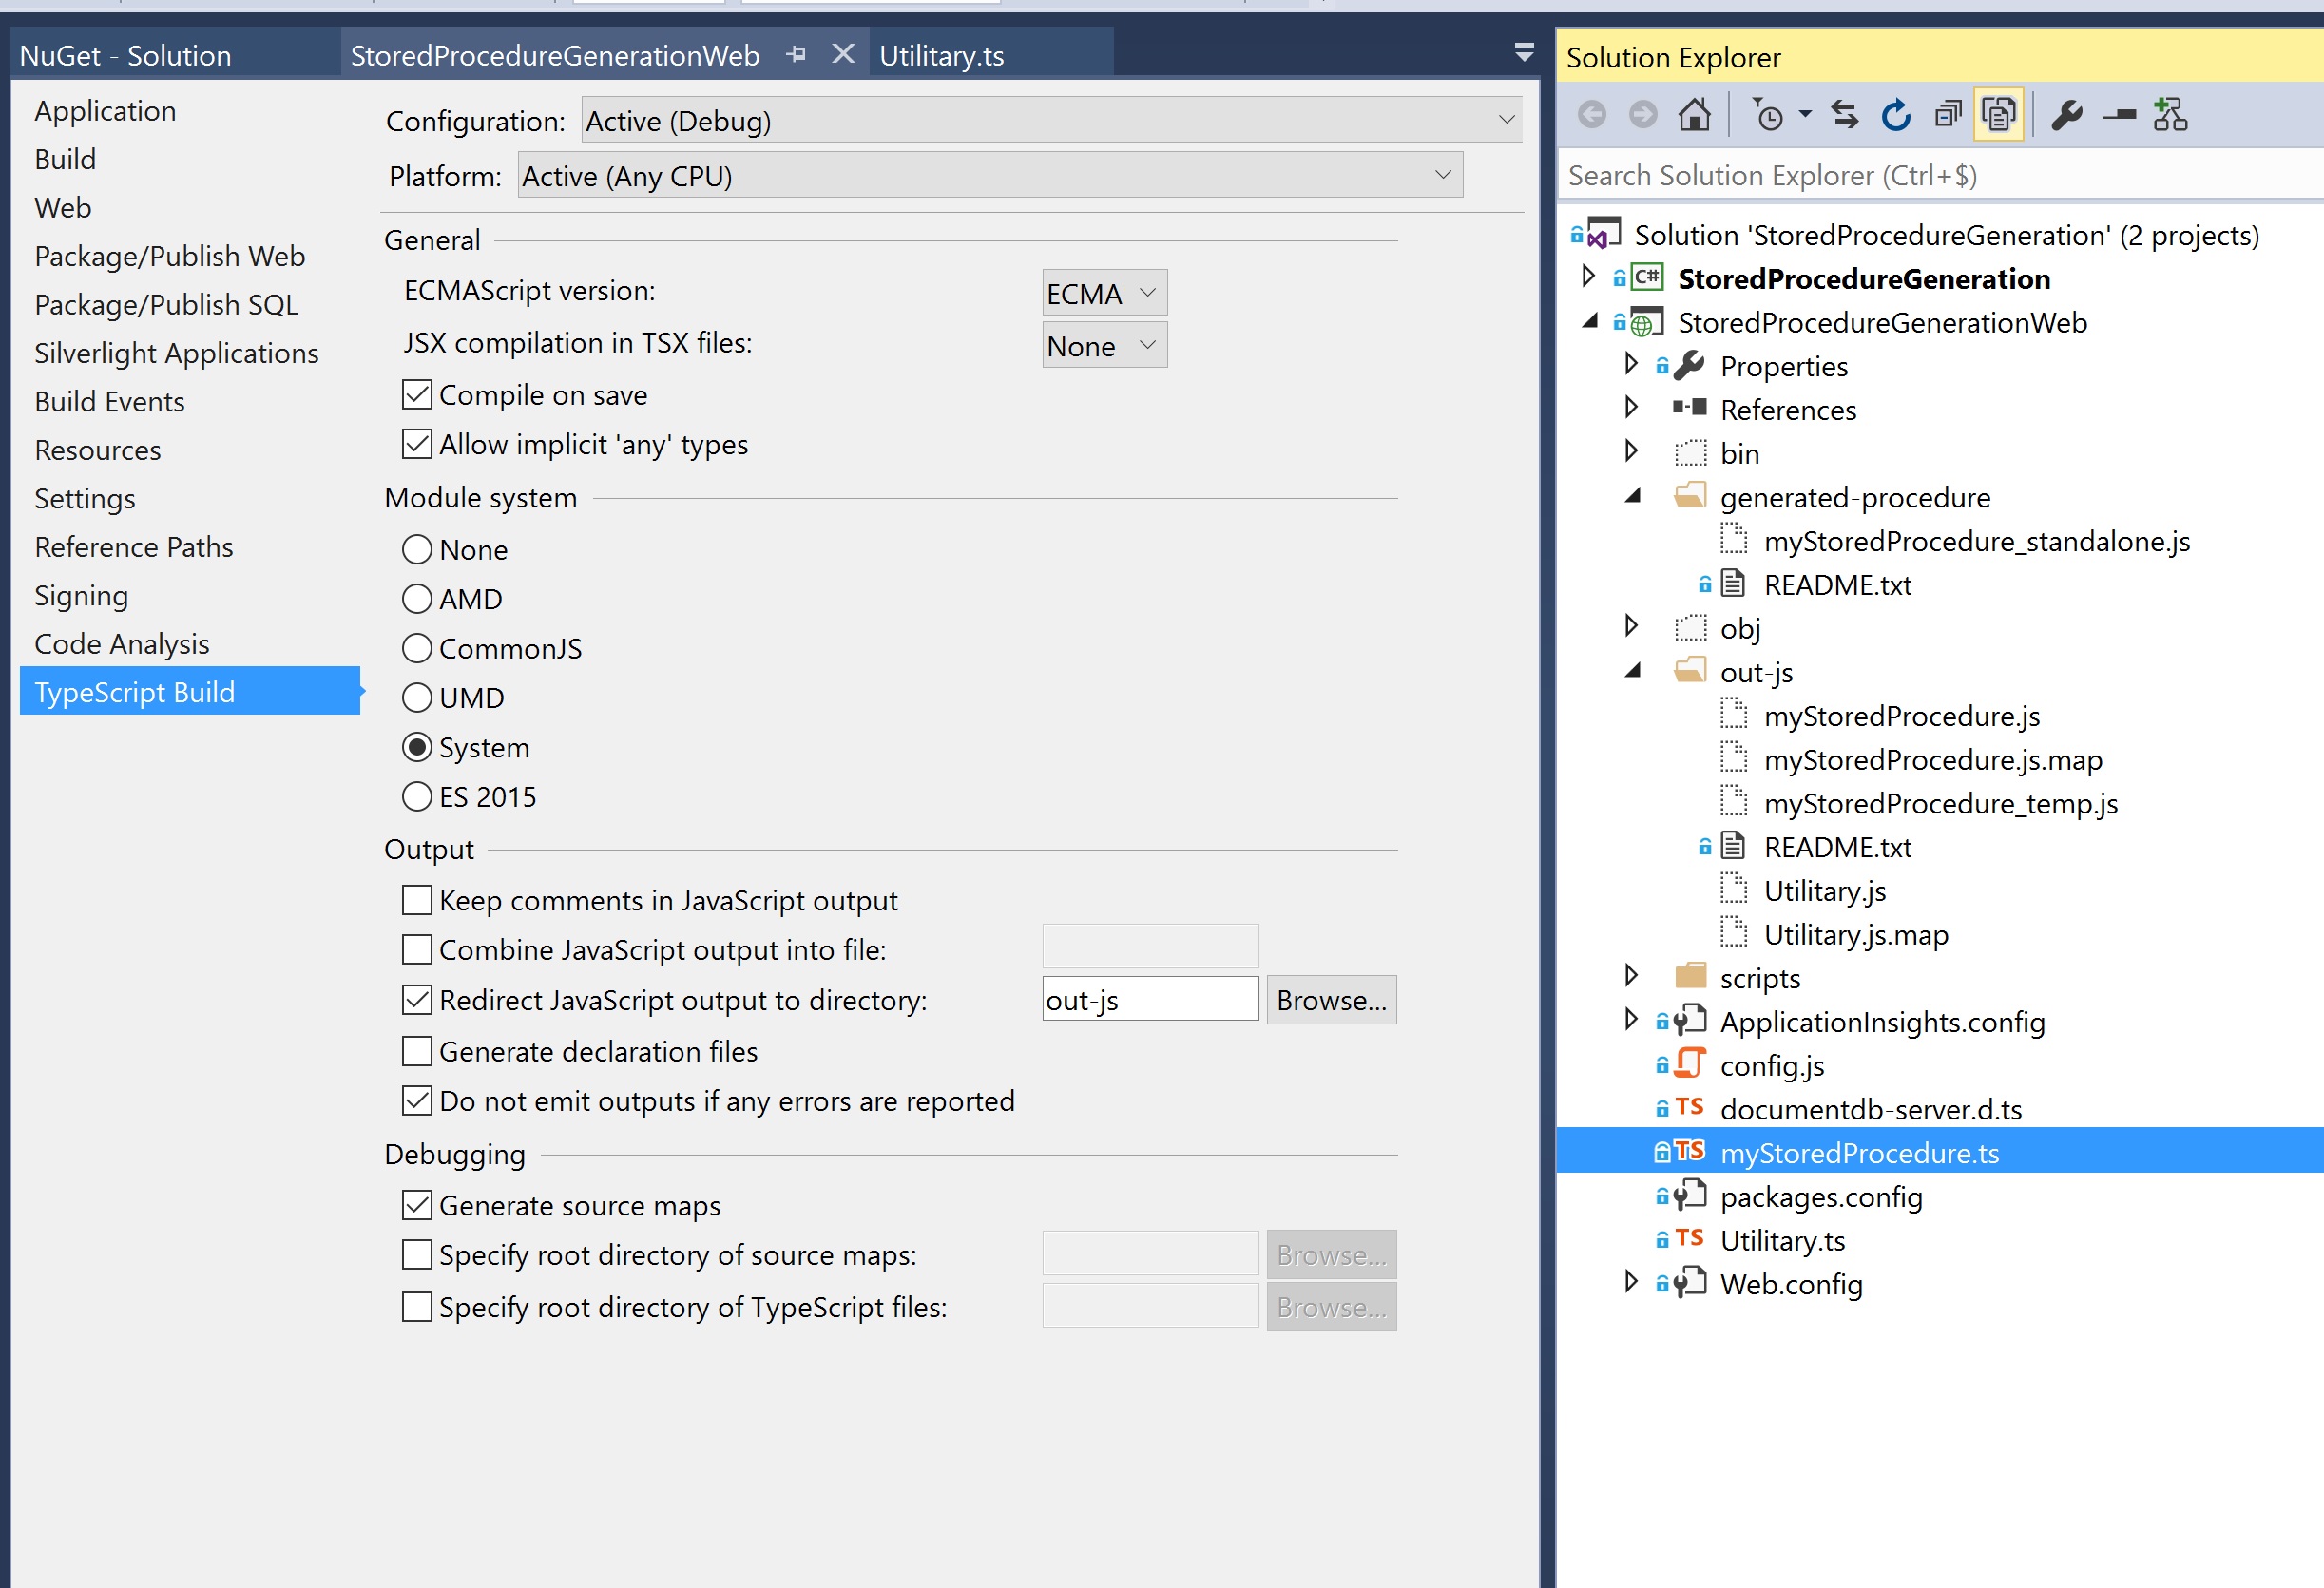 NuGet - Solution
StoredProcedureGenerationWeb
Utilitary.ts
Application
Build
Web
Package/Publish Web
Package/Publish SQL
Silverlight Applications
Build Events
Resources
Settings
Reference Paths
Signing
Code Analysis
TypeScript Build
Configuration: Active (Debug)
Platform: Active (Any CPU)
General
ECMAScript version: ECMA
JSX compilation in TSX files: None
Compile on save
Allow implicit 'any' types
Module system
None
AMD
CommonJS
UMD
System
ES 2015
Output
Keep comments in JavaScript output
Combine JavaScript output into file:
Redirect JavaScript output to directory: out-js Browse...
Generate declaration files
Do not emit outputs if any errors are reported
Debugging
Generate source maps
Specify root directory of source maps: Browse...
Specify root directory of TypeScript files: Browse...
Solution Explorer
Search Solution Explorer (Ctrl+$)
Solution 'StoredProcedureGeneration' (2 projects)
C# StoredProcedureGeneration
StoredProcedureGenerationWeb
Properties
References
bin
generated-procedure
myStoredProcedure_standalone.js
README.txt
obj
out-js
myStoredProcedure.js
myStoredProcedure.js.map
myStoredProcedure_temp.js
README.txt
Utilitary.js
Utilitary.js.map
scripts
ApplicationInsights.config
config.js
TS documentdb-server.d.ts
TS myStoredProcedure.ts
packages.config
TS Utilitary.ts
Web.config